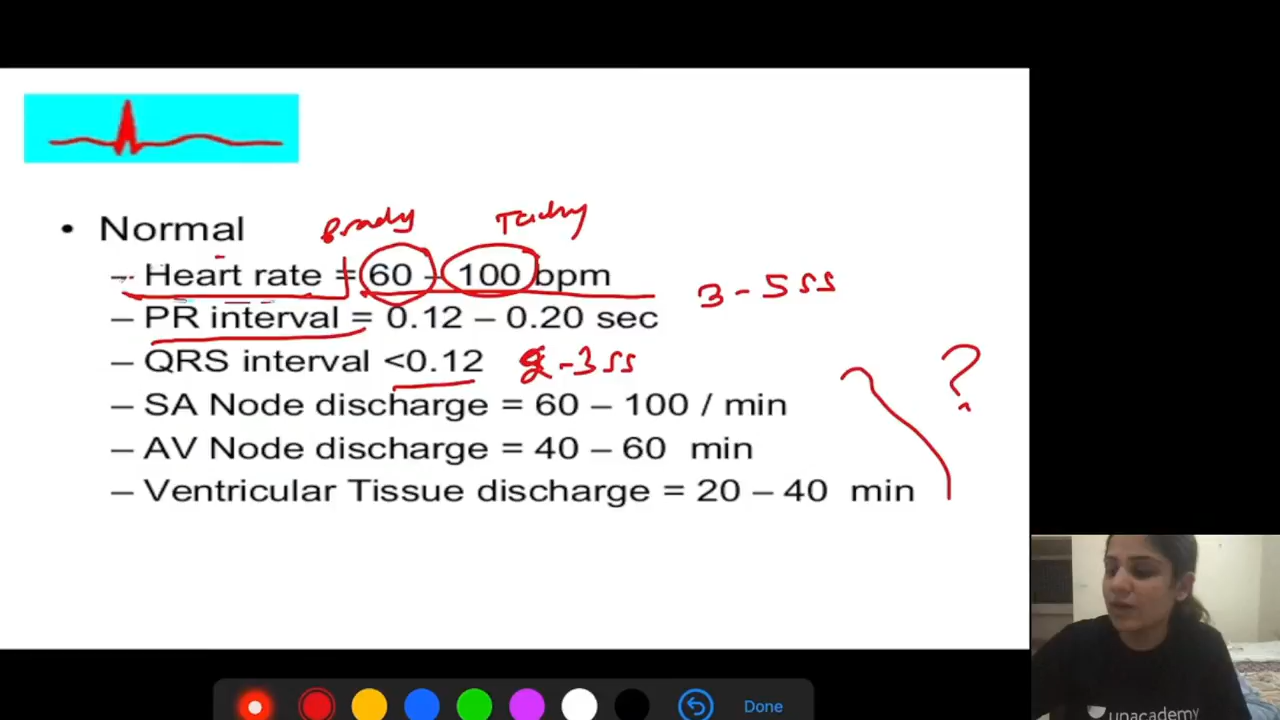 • Normal
Brady Tachy
– Heart rate = 60 – 100 bpm
3 - 5 ss
– PR interval = 0.12 – 0.20 sec
– QRS interval <0.12 - 3 ss
?
– SA Node discharge = 60 – 100 / min
– AV Node discharge = 40 – 60 min
– Ventricular Tissue discharge = 20 – 40 min
Done
unacademy